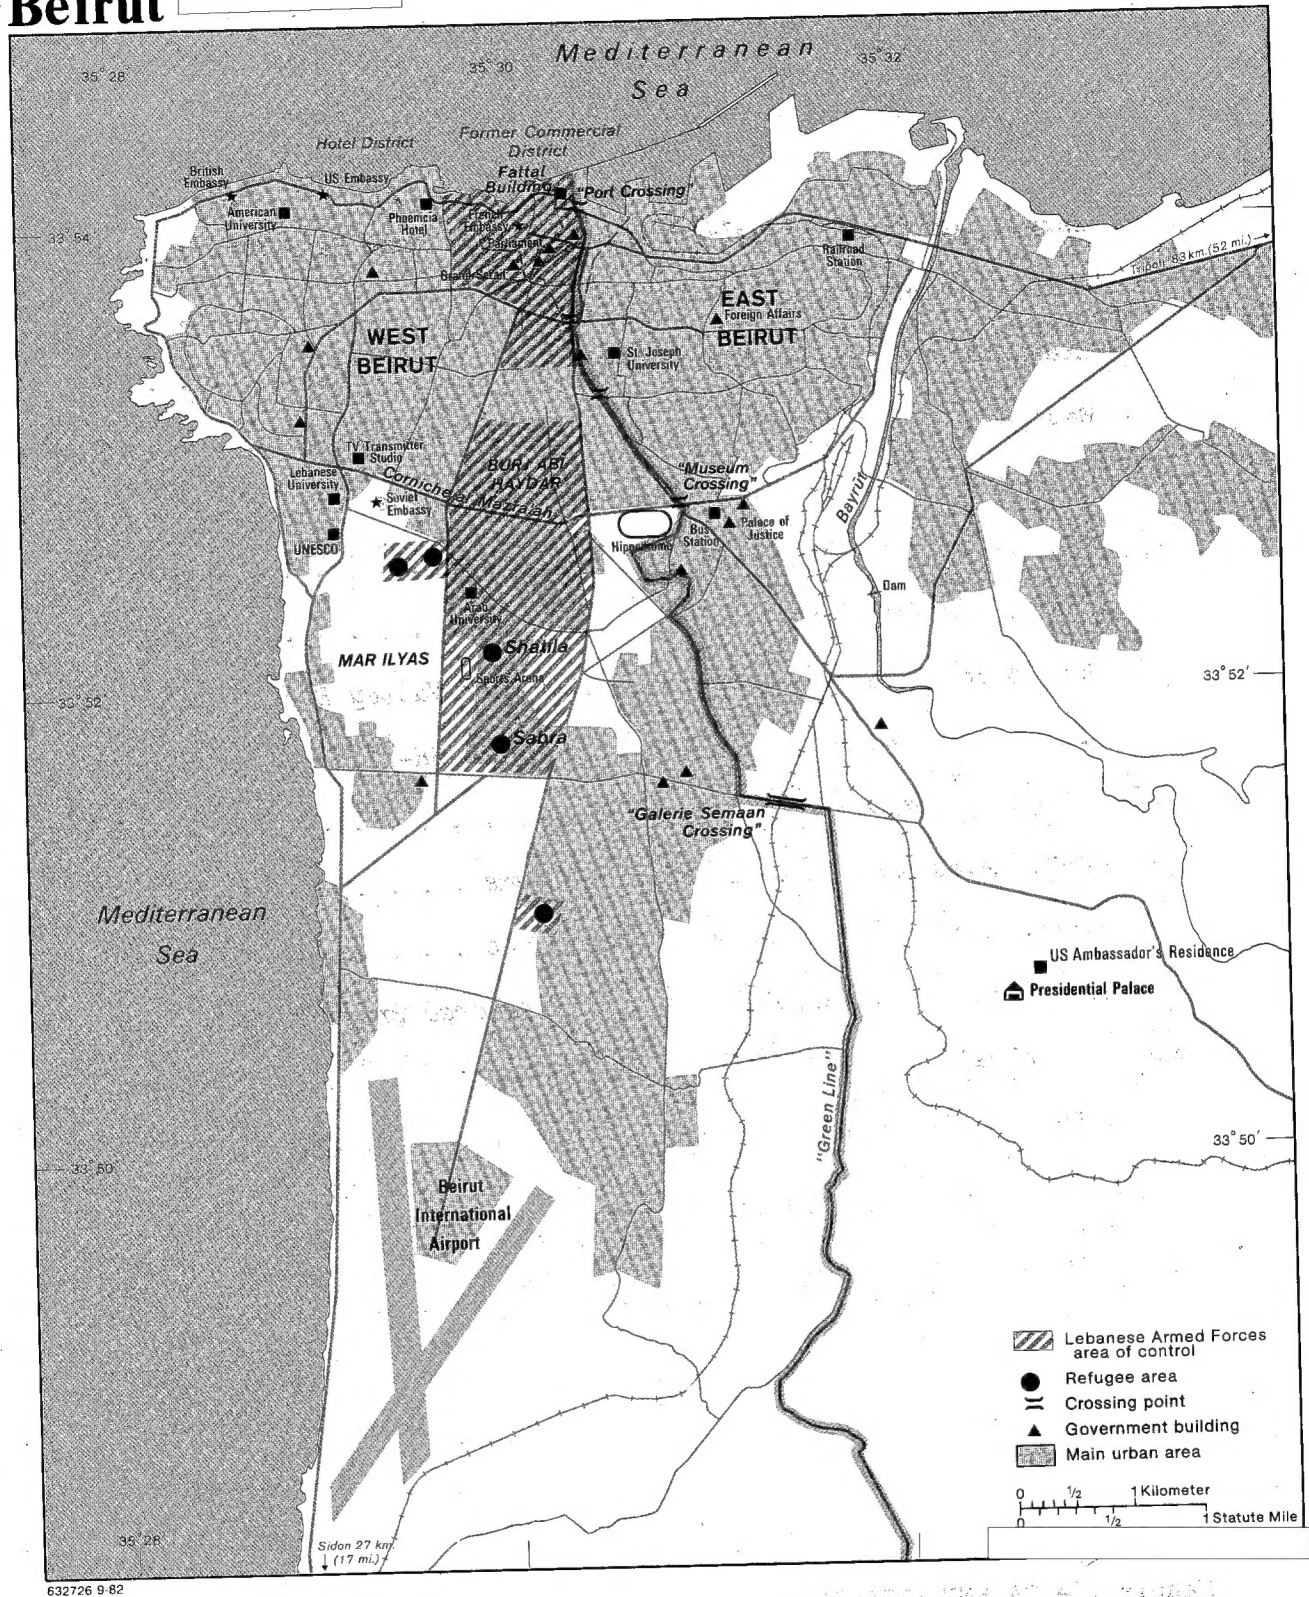 Beirut
Mediterranean
Sea
35°28
35°30
35°32
Hotel District
Former Commercial
District
British
Embassy
US Embassy
Fattal
Building
"Port Crossing"
American
University
Phoenicia
Hotel
French
Embassy
Parliament
Grand Serail
33°54
Railroad
Station
Tripoli 83 km. (52 mi.)
EAST
Foreign Affairs
BEIRUT
WEST
BEIRUT
St. Joseph
University
TV Transmitter
Studio
Lebanese
University
Corniche al Mazraah
BURJ ABI
HAYDAR
"Museum
Crossing"
Soviet
Embassy
Bayrut
Bus
Station
Palace of
Justice
Hippodrome
UNESCO
Dam
Arab
University
MAR ILYAS
Shatila
Sports Arena
33°52'
33°52'
Sabra
"Galerie Semaan
Crossing"
Mediterranean
Sea
US Ambassador's Residence
Presidential Palace
"Green Line"
33°50'
33°50
Beirut
International
Airport
Lebanese Armed Forces
area of control
Refugee area
Crossing point
Government building
Main urban area
0 1/2 1 Kilometer
0 1/2 1 Statute Mile
35°28
Sidon 27 km.
(17 mi.)
632726 9-82